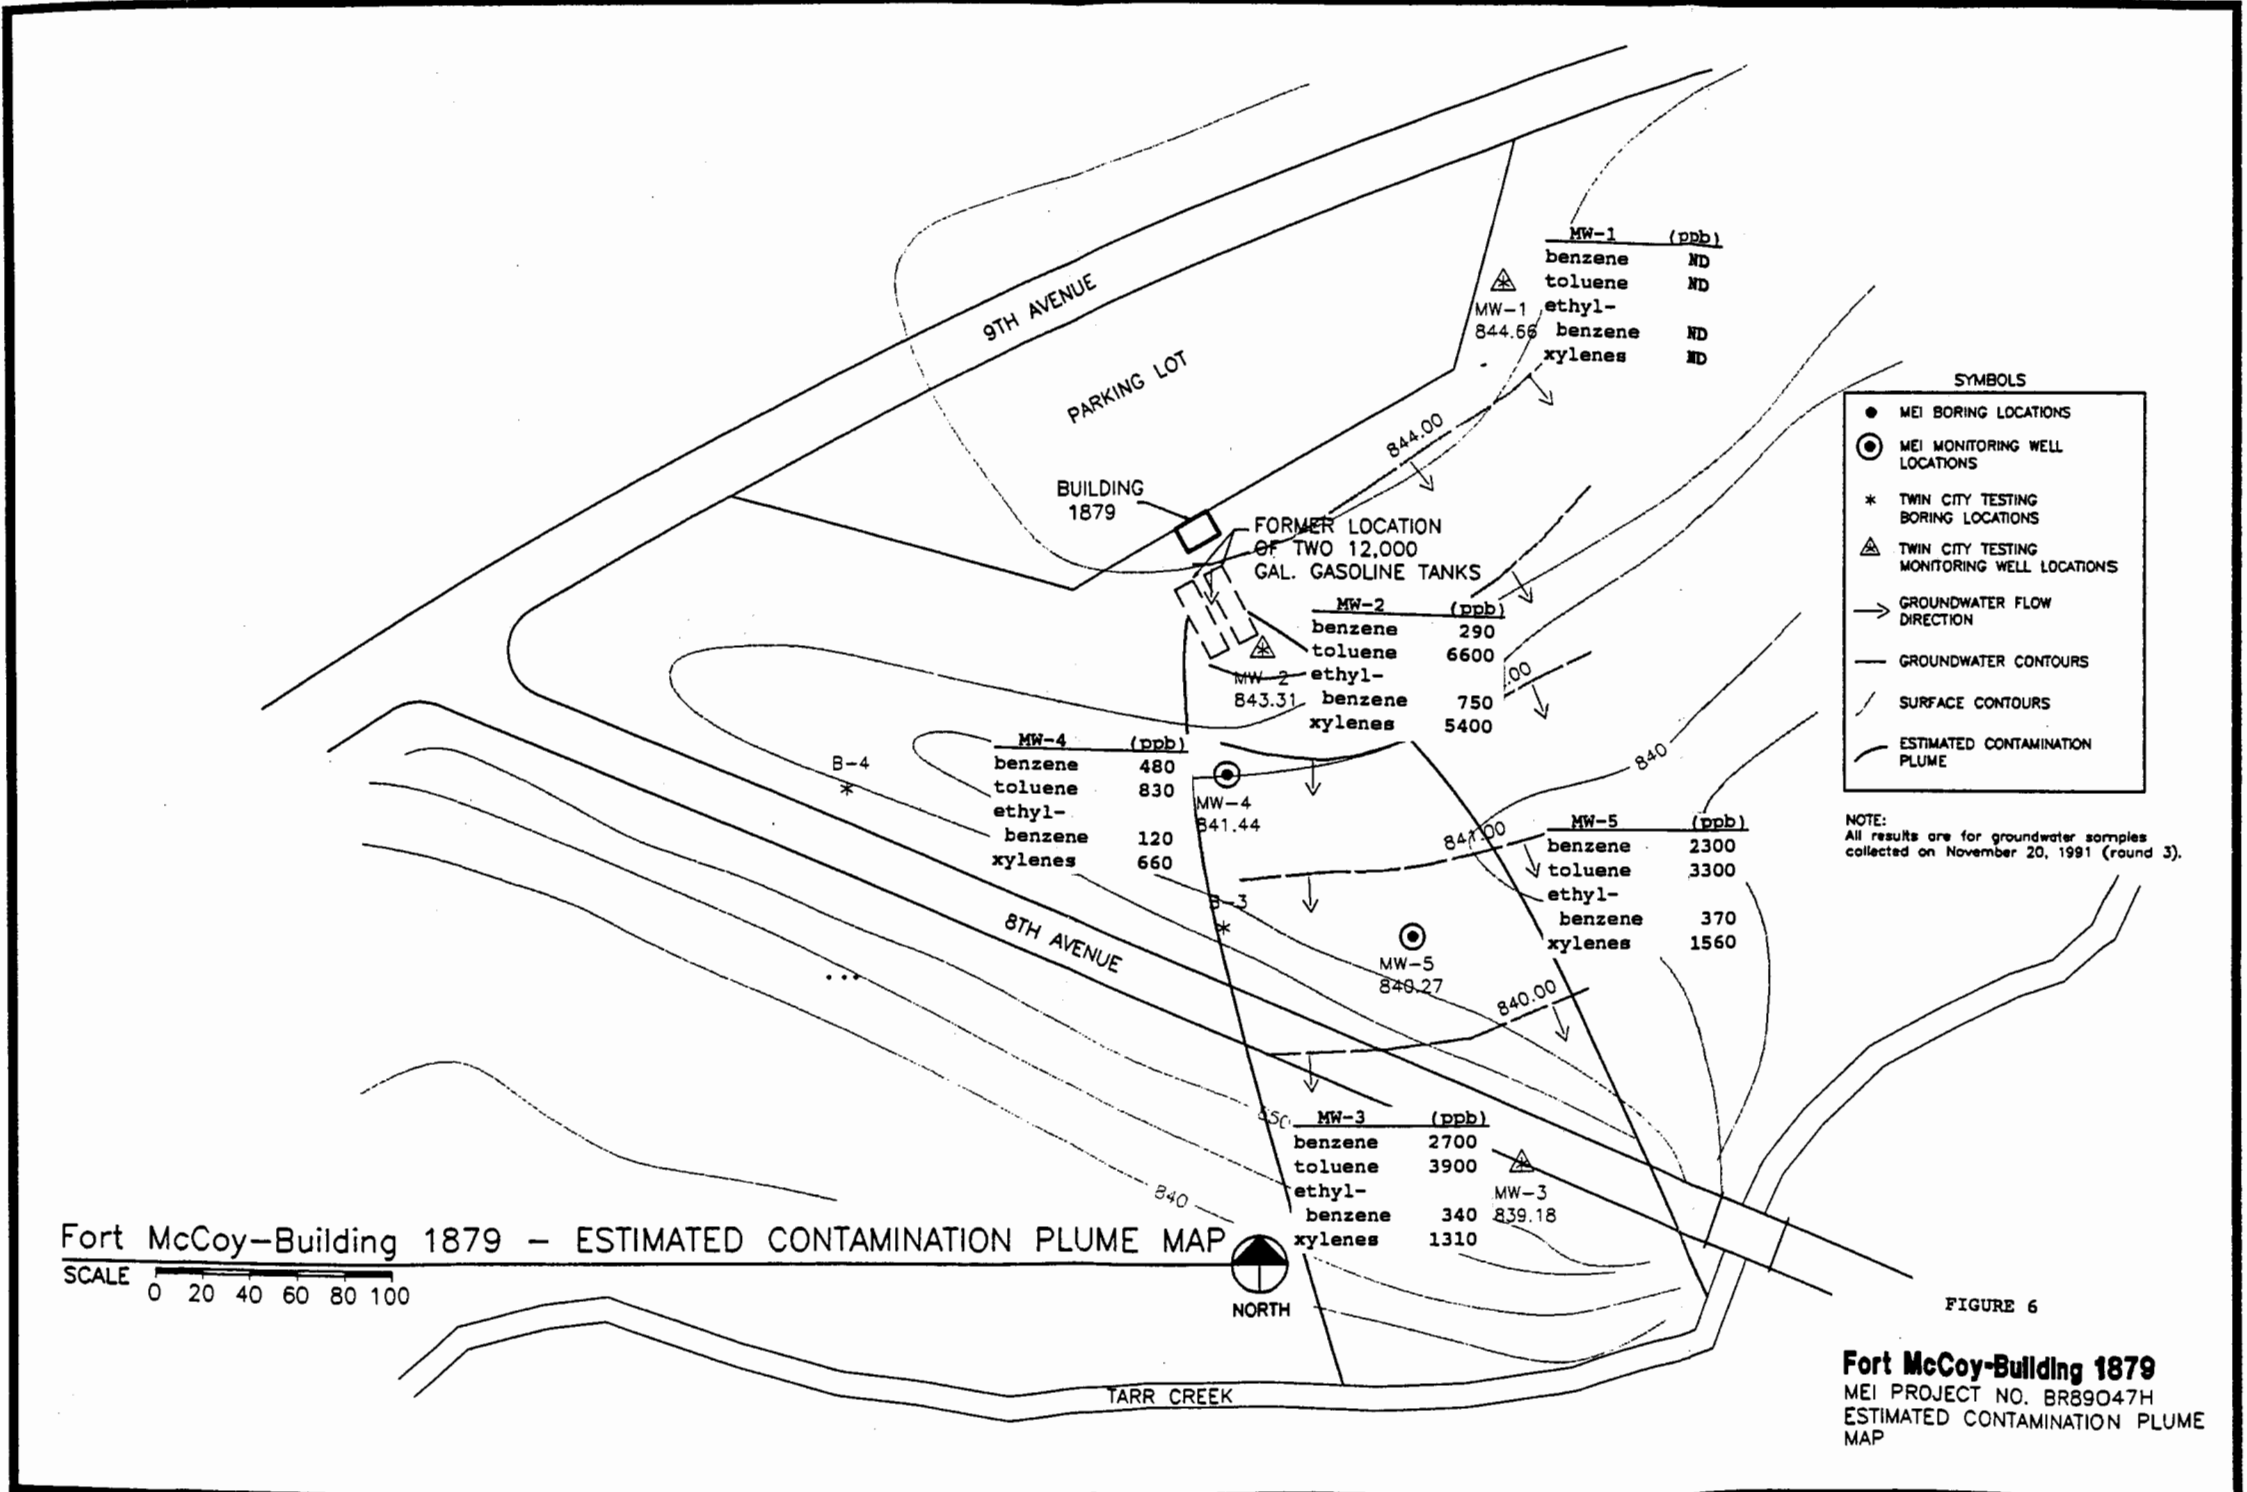 9TH AVENUE
PARKING LOT
BUILDING
1879
FORMER LOCATION
OF TWO 12,000
GAL. GASOLINE TANKS
MW-1 (ppb)
benzene ND
toluene ND
ethyl-
benzene ND
xylenes ND
MW-1
844.66
844.00
MW-2 (ppb)
benzene 290
toluene 6600
ethyl-
benzene 750
xylenes 5400
MW-2
843.31
.00
MW-4 (ppb)
benzene 480
toluene 830
ethyl-
benzene 120
xylenes 660
MW-4
841.44
B-4
840
841.00
MW-5 (ppb)
benzene 2300
toluene 3300
ethyl-
benzene 370
xylenes 1560
B-3
8TH AVENUE
MW-5
840.27
840.00
850
MW-3 (ppb)
benzene 2700
toluene 3900
ethyl-
benzene 340
xylenes 1310
MW-3
839.18
840
SYMBOLS
MEI BORING LOCATIONS
MEI MONITORING WELL
LOCATIONS
TWIN CITY TESTING
BORING LOCATIONS
TWIN CITY TESTING
MONITORING WELL LOCATIONS
GROUNDWATER FLOW
DIRECTION
GROUNDWATER CONTOURS
SURFACE CONTOURS
ESTIMATED CONTAMINATION
PLUME
NOTE:
All results are for groundwater samples
collected on November 20, 1991 (round 3).
Fort McCoy-Building 1879 - ESTIMATED CONTAMINATION PLUME MAP
SCALE
0 20 40 60 80 100
NORTH
TARR CREEK
FIGURE 6
Fort McCoy-Building 1879
MEI PROJECT NO. BR89047H
ESTIMATED CONTAMINATION PLUME
MAP